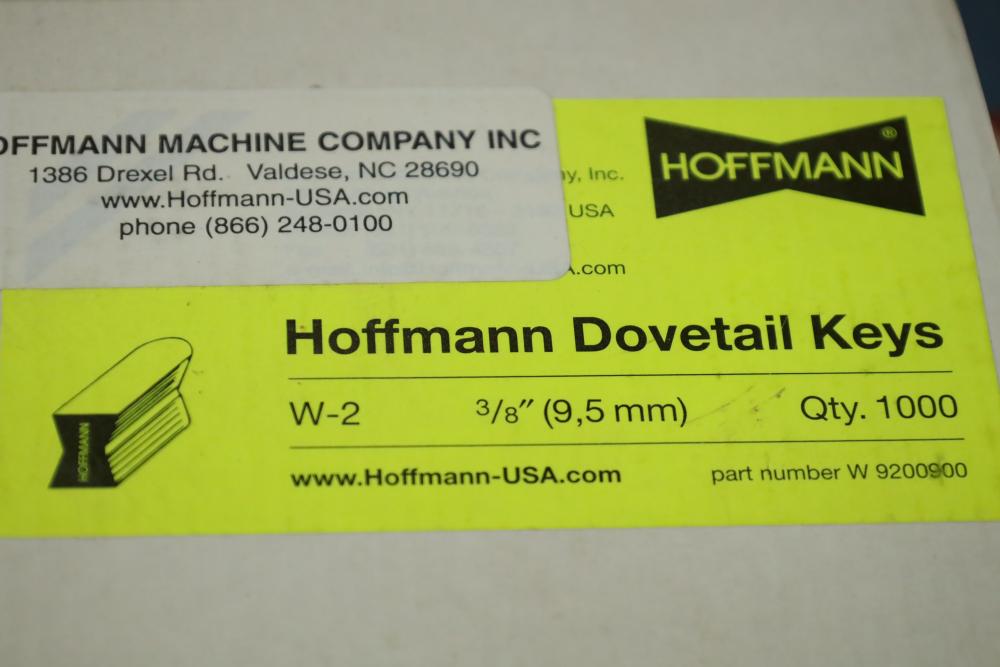 OFFMANN MACHINE COMPANY INC
1386 Drexel Rd. Valdese, NC 28690
www.Hoffmann-USA.com
phone (866) 248-0100
y, Inc.
USA
.com
HOFFMANN®
Hoffmann Dovetail Keys
W-2 3/8″ (9,5 mm) Qty. 1000
www.Hoffmann-USA.com part number W 9200900
HOFFMANN